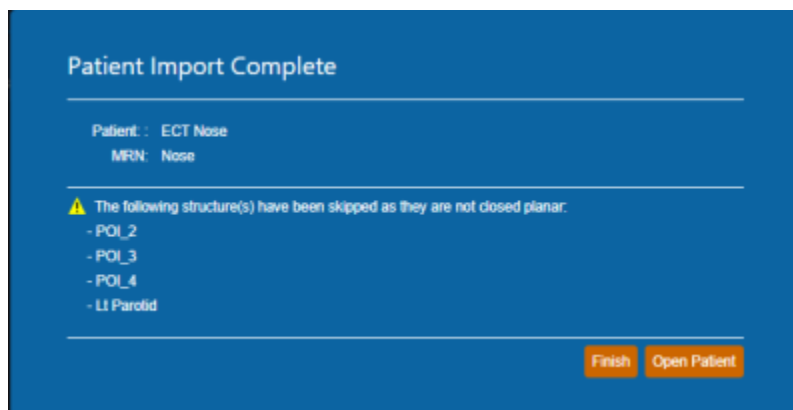 Patient Import Complete
Patient: : ECT Nose
MRN: Nose
The following structure(s) have been skipped as they are not closed planar:
- POI_2
- POI_3
- POI_4
- Lt Parotid
Finish Open Patient